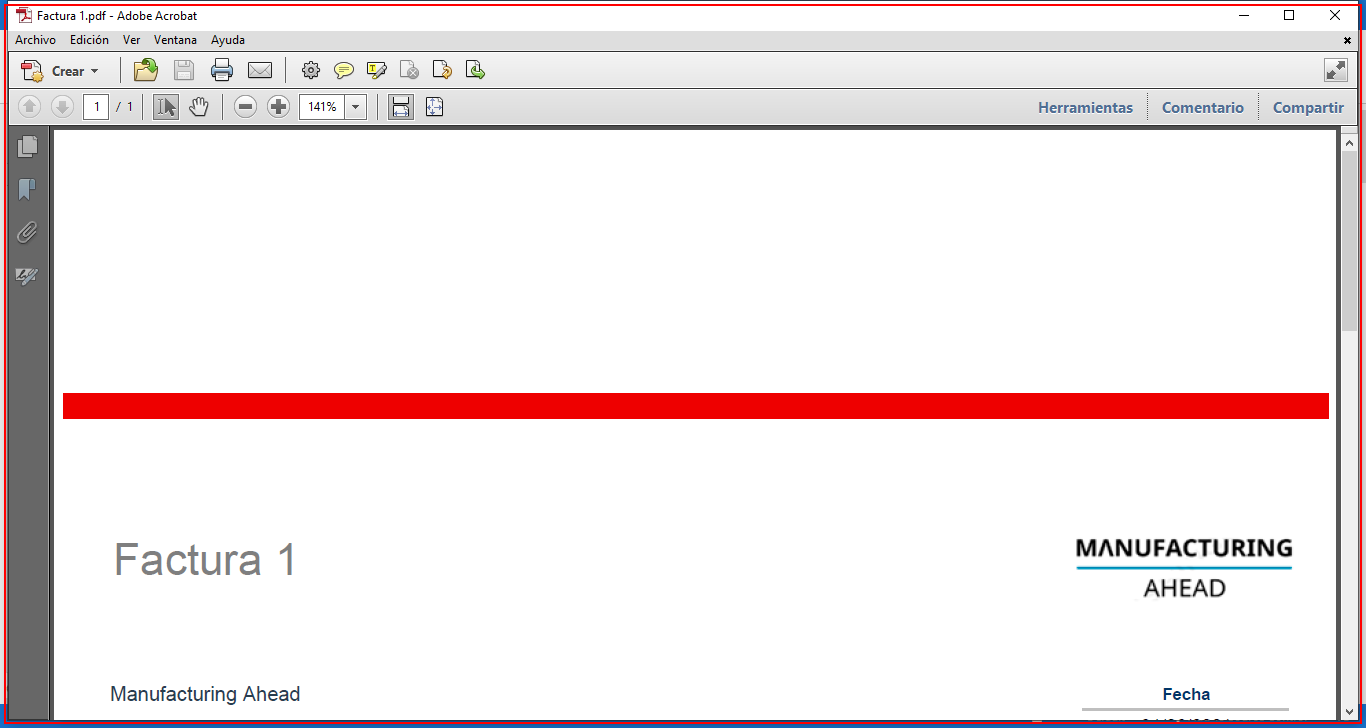 Factura 1.pdf - Adobe Acrobat
Archivo Edición Ver Ventana Ayuda
Crear
1 / 1 141% Herramientas Comentario Compartir
Factura 1
MANUFACTURING
AHEAD
Manufacturing Ahead Fecha